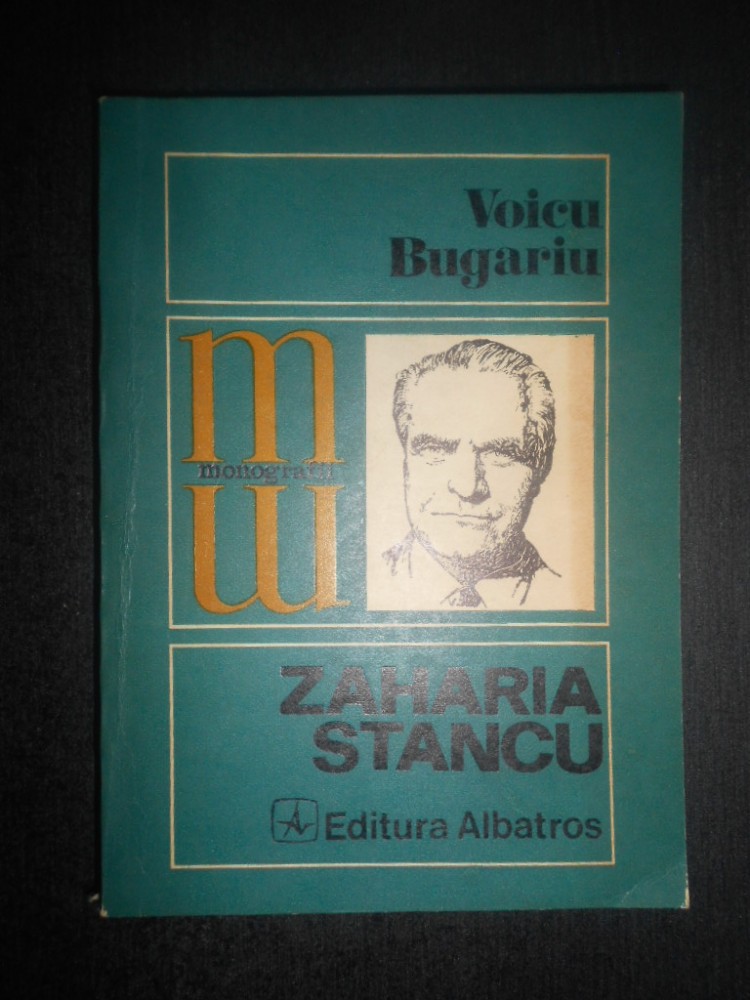 Voicu
Bugariu
m
monografii
m
ZAHARIA
STANCU
Editura Albatros